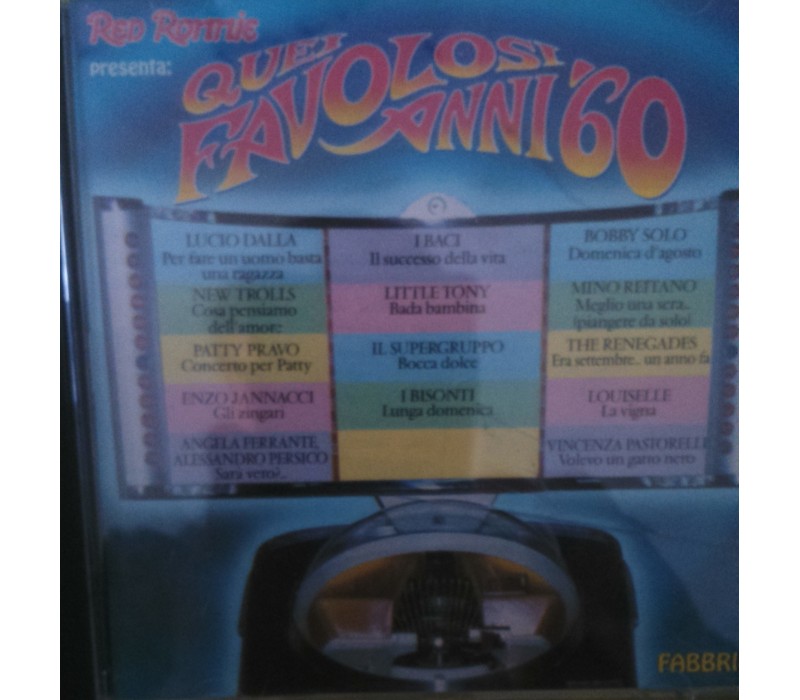 Red Ronnie
presenta:
QUEI
FAVOLOSI
ANNI '60
LUCIO DALLA
Per fare un uomo basta
una ragazza
NEW TROLLS
Cosa pensiamo
dell'amore?
PATTY PRAVO
Concerto per Patty
ENZO JANNACCI
Gli zingari
ANGELA FERRANTE,
ALESSANDRO PERSICO
Sarà vero?..
I BACI
Il successo della vita
LITTLE TONY
Bada bambina
IL SUPERGRUPPO
Bocca dolce
I BISONTI
Lunga domenica
BOBBY SOLO
Domenica d'agosto
MINO REITANO
Meglio una sera..
(piangere da solo)
THE RENEGADES
Era settembre.. un anno fa
LOUISELLE
La vigna
VINCENZA PASTORELLI
Volevo un gatto nero
FABBRI